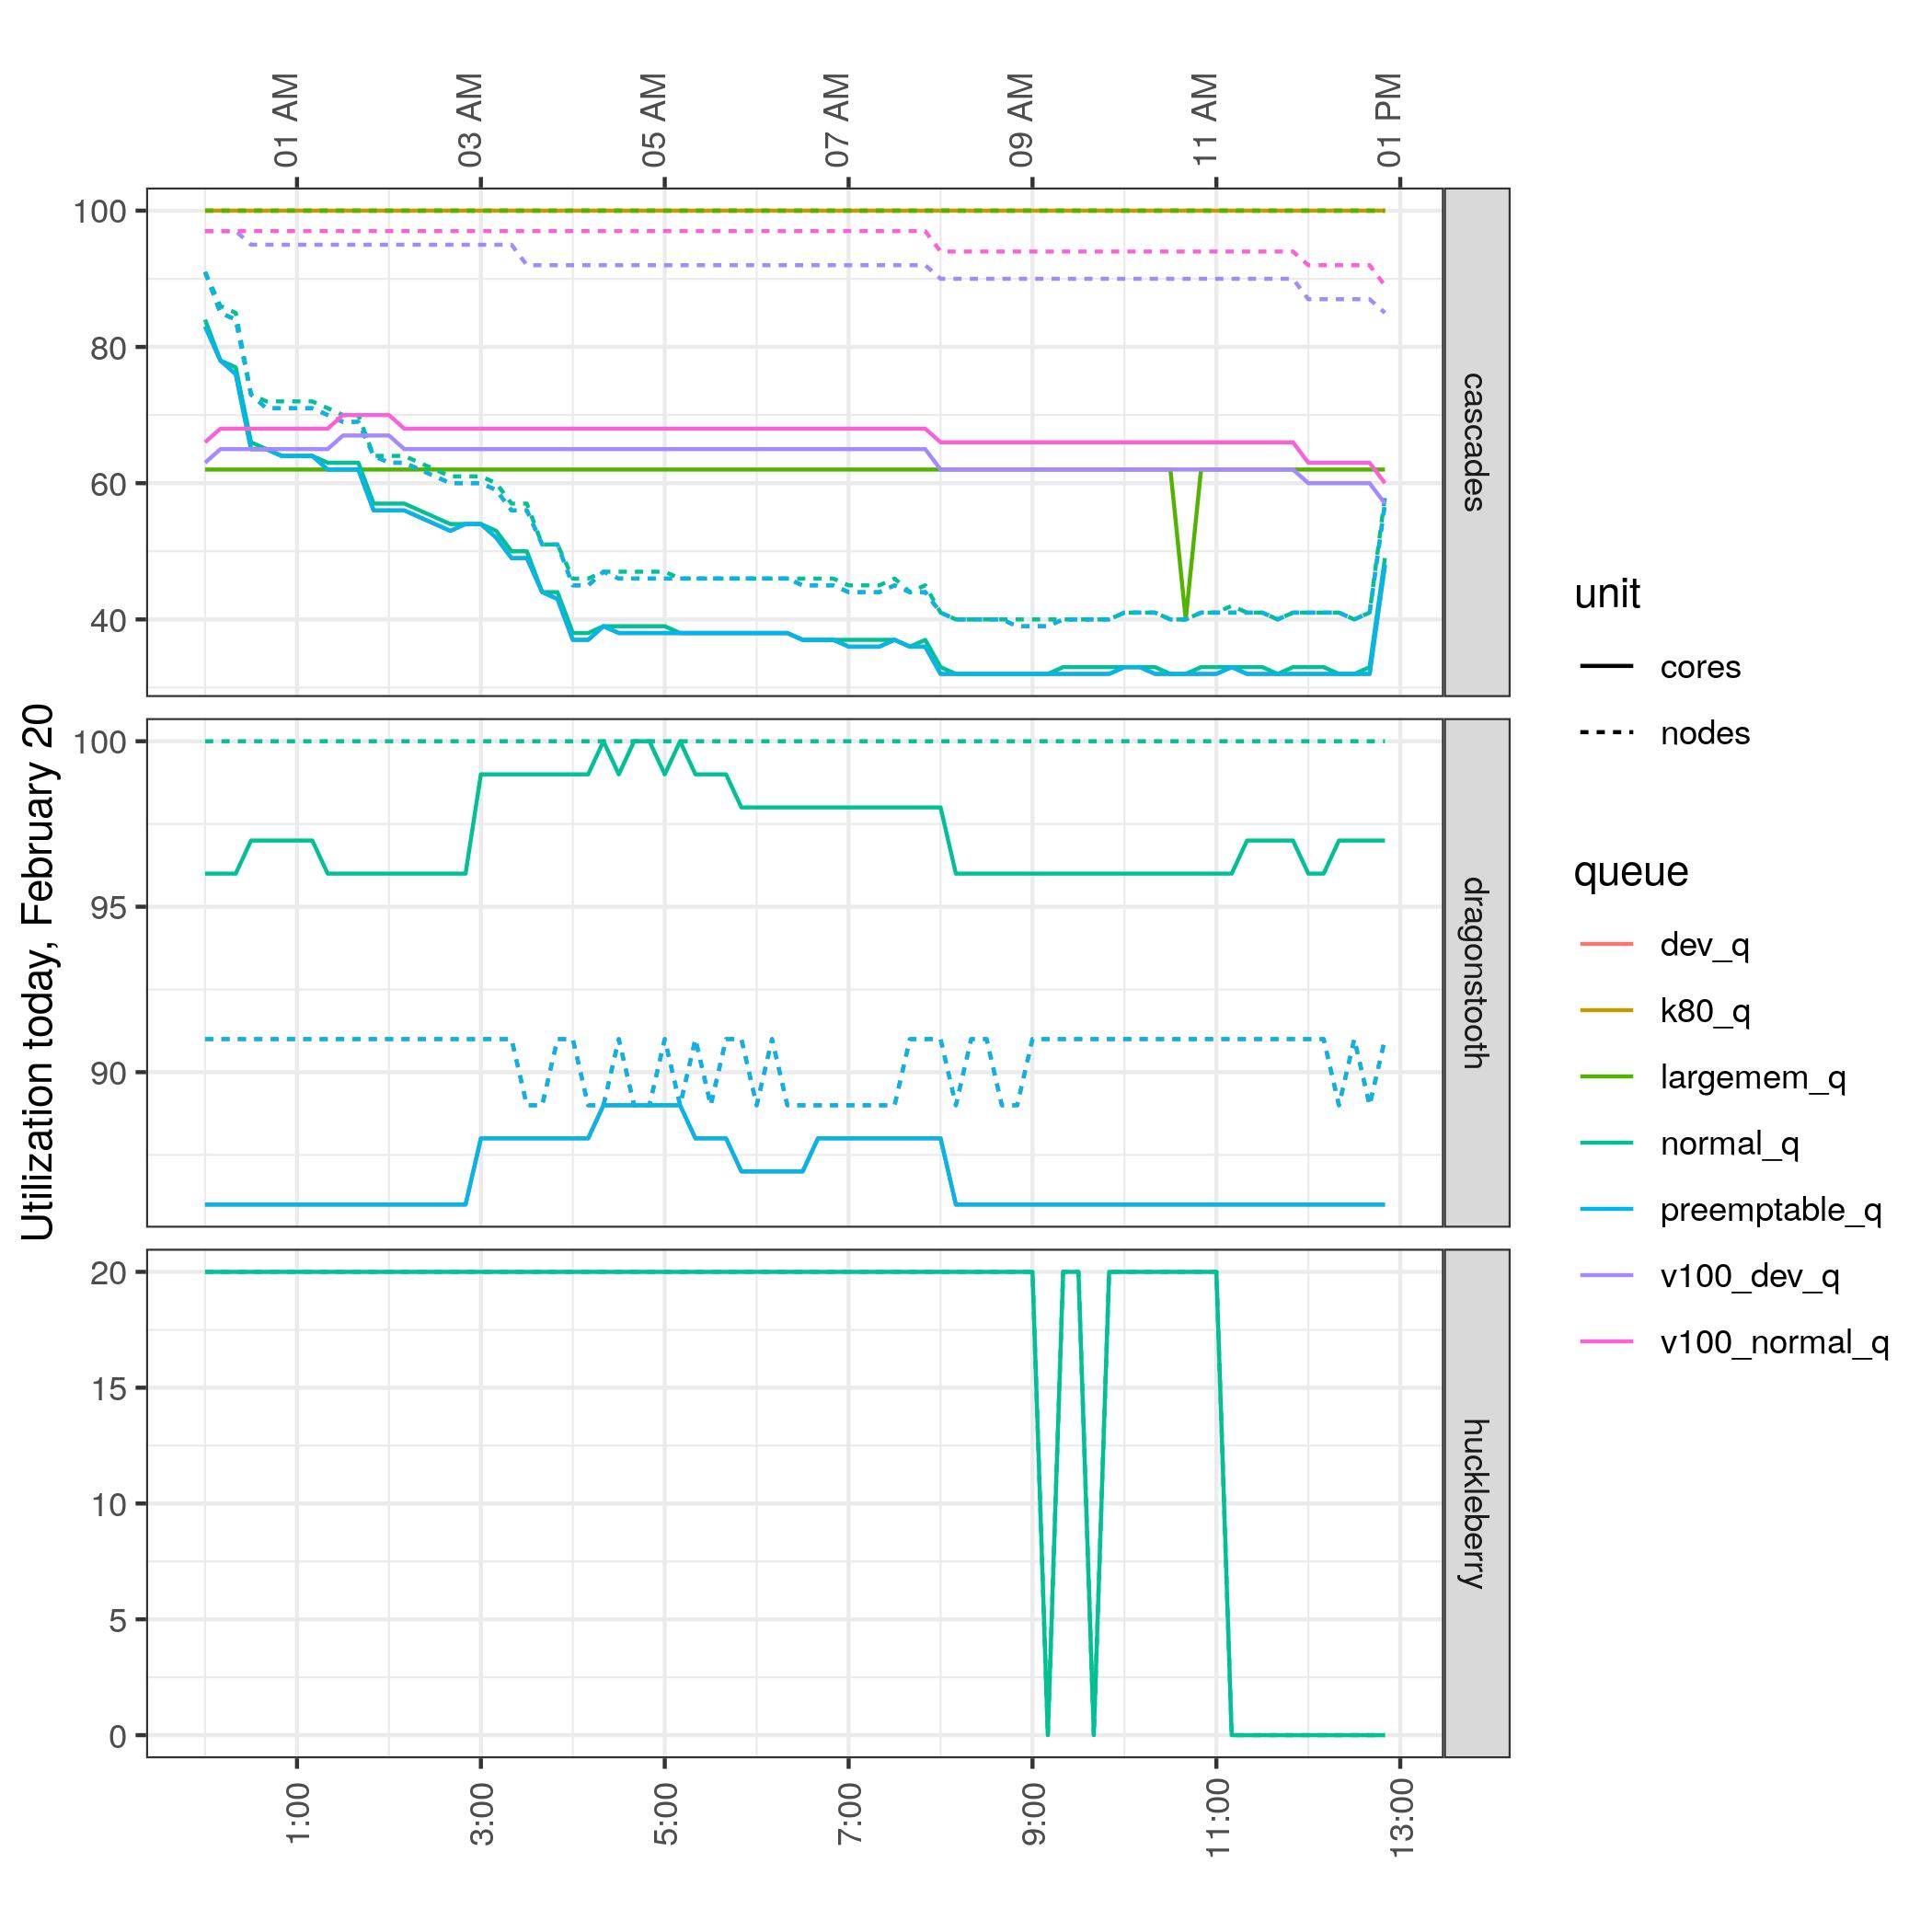 01 AM
03 AM
05 AM
07 AM
09 AM
11 AM
01 PM
Utilization today, February 20
100
80
60
40
cascades
100
95
90
dragonstooth
20
15
10
5
0
huckleberry
1:00
3:00
5:00
7:00
9:00
11:00
13:00
unit
cores
nodes
queue
dev_q
k80_q
largemem_q
normal_q
preemptable_q
v100_dev_q
v100_normal_q